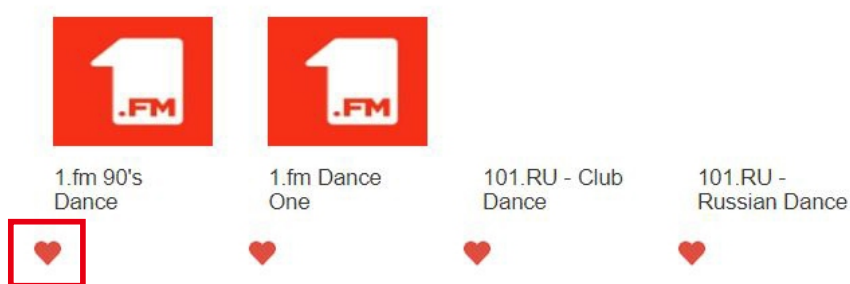 .FM
.FM
1.fm 90's
Dance
1.fm Dance
One
101.RU - Club
Dance
101.RU -
Russian Dance